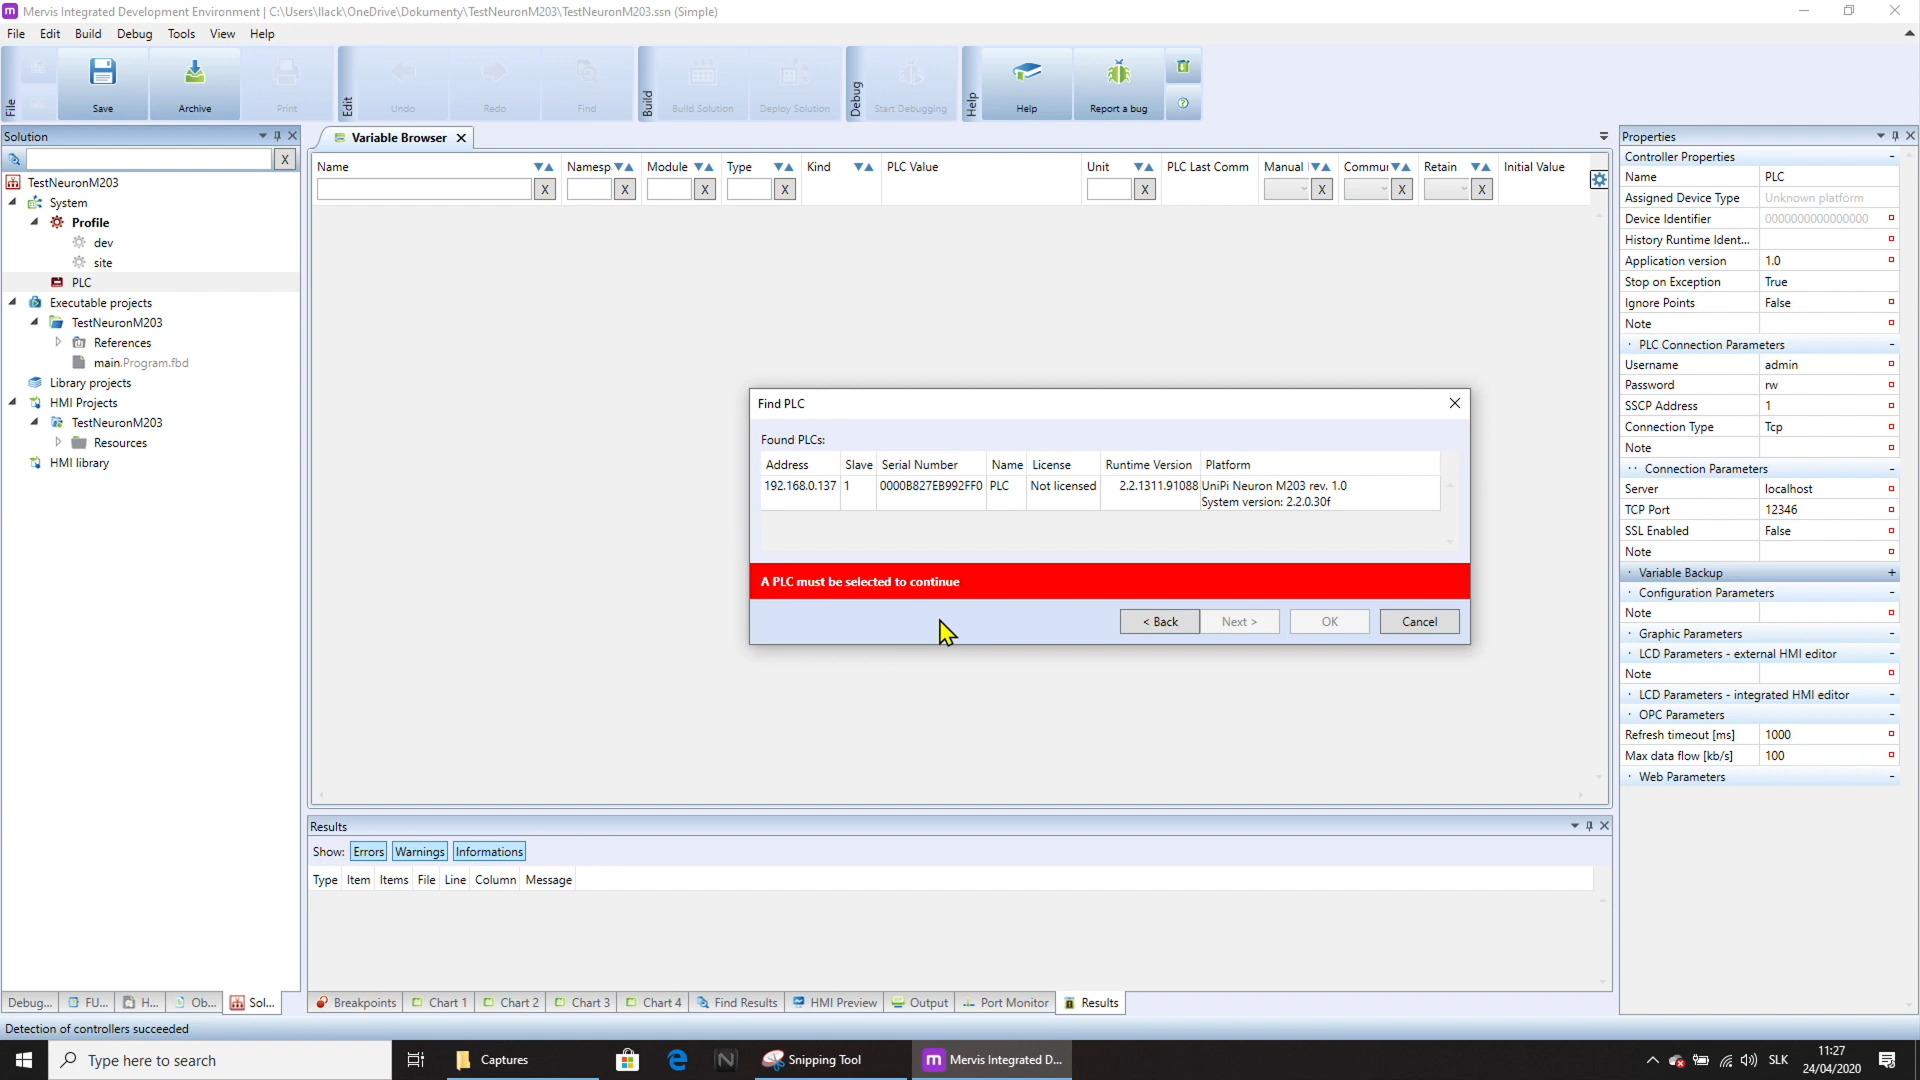 Mervis Integrated Development Environment | C:\Users\llack\OneDrive\Dokumenty\TestNeuronM203\TestNeuronM203.ssn (Simple)
File Edit Build Debug Tools View Help
File Save Archive Print Edit Undo Redo Find Build Build Solution Deploy Solution Debug Start Debugging Help Help Report a bug
Solution
X
TestNeuronM203
System
Profile
dev
site
PLC
Executable projects
TestNeuronM203
References
main.Program.fbd
Library projects
HMI Projects
TestNeuronM203
Resources
HMI library
Debug... FU... H... Ob... Sol...
Variable Browser
Name Namesp Module Type Kind PLC Value Unit PLC Last Comm Manual Commu Retain Initial Value
X X X X X X X X
Find PLC
Found PLCs:
Address Slave Serial Number Name License Runtime Version Platform
192.168.0.137 1 0000B827EB992FF0 PLC Not licensed 2.2.1311.91088 UniPi Neuron M203 rev. 1.0
System version: 2.2.0.30f
A PLC must be selected to continue
< Back Next > OK Cancel
Results
Show: Errors Warnings Informations
Type Item Items File Line Column Message
Breakpoints Chart 1 Chart 2 Chart 3 Chart 4 Find Results HMI Preview Output Port Monitor Results
Properties
Controller Properties -
Name PLC
Assigned Device Type Unknown platform
Device Identifier 0000000000000000
History Runtime Ident...
Application version 1.0
Stop on Exception True
Ignore Points False
Note
PLC Connection Parameters -
Username admin
Password rw
SSCP Address 1
Connection Type Tcp
Note
Connection Parameters -
Server localhost
TCP Port 12346
SSL Enabled False
Note
Variable Backup +
Configuration Parameters -
Note
Graphic Parameters -
LCD Parameters - external HMI editor -
Note
LCD Parameters - integrated HMI editor -
OPC Parameters -
Refresh timeout [ms] 1000
Max data flow [kb/s] 100
Web Parameters -
Detection of controllers succeeded
Type here to search Captures Snipping Tool Mervis Integrated D... SLK 11:27
24/04/2020